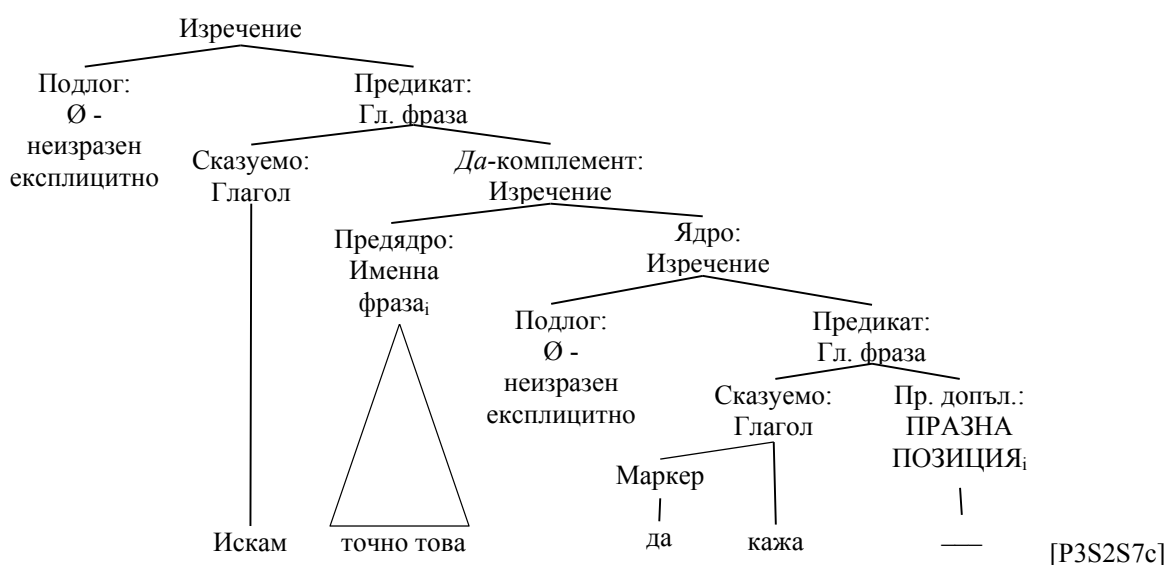 Изречение
Подлог:
Ø -
неизразен
експлицитно
Предикат:
Гл. фраза
Сказуемо:
Глагол
Да-комплемент:
Изречение
Предядро:
Именна
фразаᵢ
Ядро:
Изречение
Подлог:
Ø -
неизразен
експлицитно
Предикат:
Гл. фраза
Сказуемо:
Глагол
Пр. допъл.:
ПРАЗНА
ПОЗИЦИЯᵢ
Маркер
Искам
точно това
да
кажа
___
[P3S2S7c]